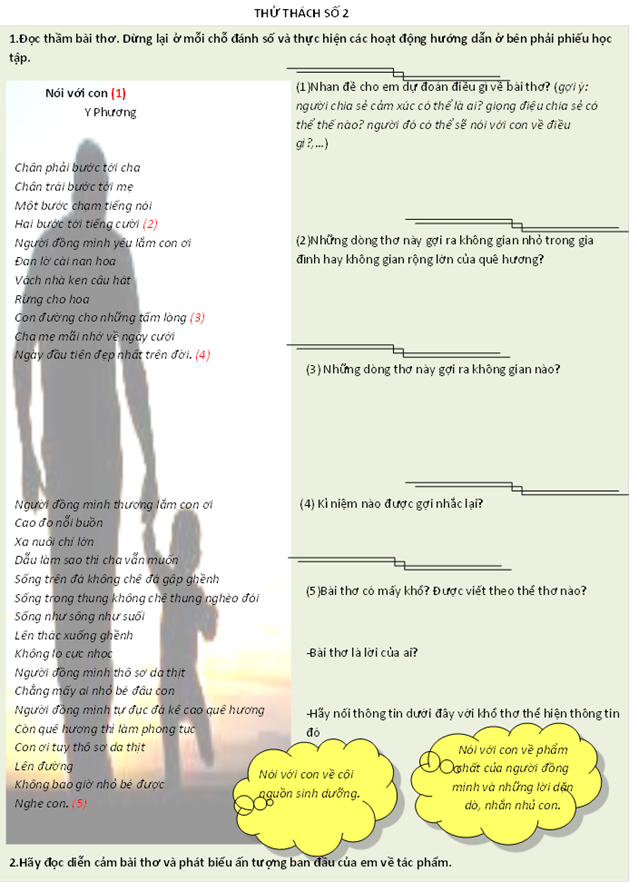 THỬ THÁCH SỐ 2
1.Đọc thầm bài thơ. Dừng lại ở mỗi chỗ đánh số và thực hiện các hoạt động hướng dẫn ở bên phải phiếu học
tập.
Nói với con (1)
Y Phương
Chân phải bước tới cha
Chân trái bước tới mẹ
Một bước chạm tiếng nói
Hai bước tới tiếng cười (2)
Người đồng mình yêu lắm con ơi
Đan lờ cài nan hoa
Vách nhà ken câu hát
Rừng cho hoa
Con đường cho những tấm lòng (3)
Cha mẹ mãi nhớ về ngày cưới
Ngày đầu tiên đẹp nhất trên đời. (4)
Người đồng mình thương lắm con ơi
Cao đo nỗi buồn
Xa nuôi chí lớn
Dẫu làm sao thì cha vẫn muốn
Sống trên đá không chê đá gập ghềnh
Sống trong thung không chê thung nghèo đói
Sống như sông như suối
Lên thác xuống ghềnh
Không lo cực nhọc
Người đồng mình thô sơ da thịt
Chẳng mấy ai nhỏ bé đâu con
Người đồng mình tự đục đá kê cao quê hương
Còn quê hương thì làm phong tục
Con ơi tuy thô sơ da thịt
Lên đường
Không bao giờ nhỏ bé được
Nghe con. (5)
(1)Nhan đề cho em dự đoán điều gì về bài thơ? (gợi ý:
người chia sẻ cảm xúc có thể là ai? giọng điệu chia sẻ có
thể thế nào? người đó có thể sẽ nói với con về điều
gì?,...)
(2)Những dòng thơ này gợi ra không gian nhỏ trong gia
đình hay không gian rộng lớn của quê hương?
(3) Những dòng thơ này gợi ra không gian nào?
(4) Kỉ niệm nào được gợi nhắc lại?
(5)Bài thơ có mấy khổ? Được viết theo thể thơ nào?
-Bài thơ là lời của ai?
-Hãy nối thông tin dưới đây với khổ thơ thể hiện thông tin
đó
Nói với con về cội
nguồn sinh dưỡng.
Nói với con về phẩm
chất của người đồng
mình và những lời dặn
dò, nhắn nhủ con.
2.Hãy đọc diễn cảm bài thơ và phát biểu ấn tượng ban đầu của em về tác phẩm.